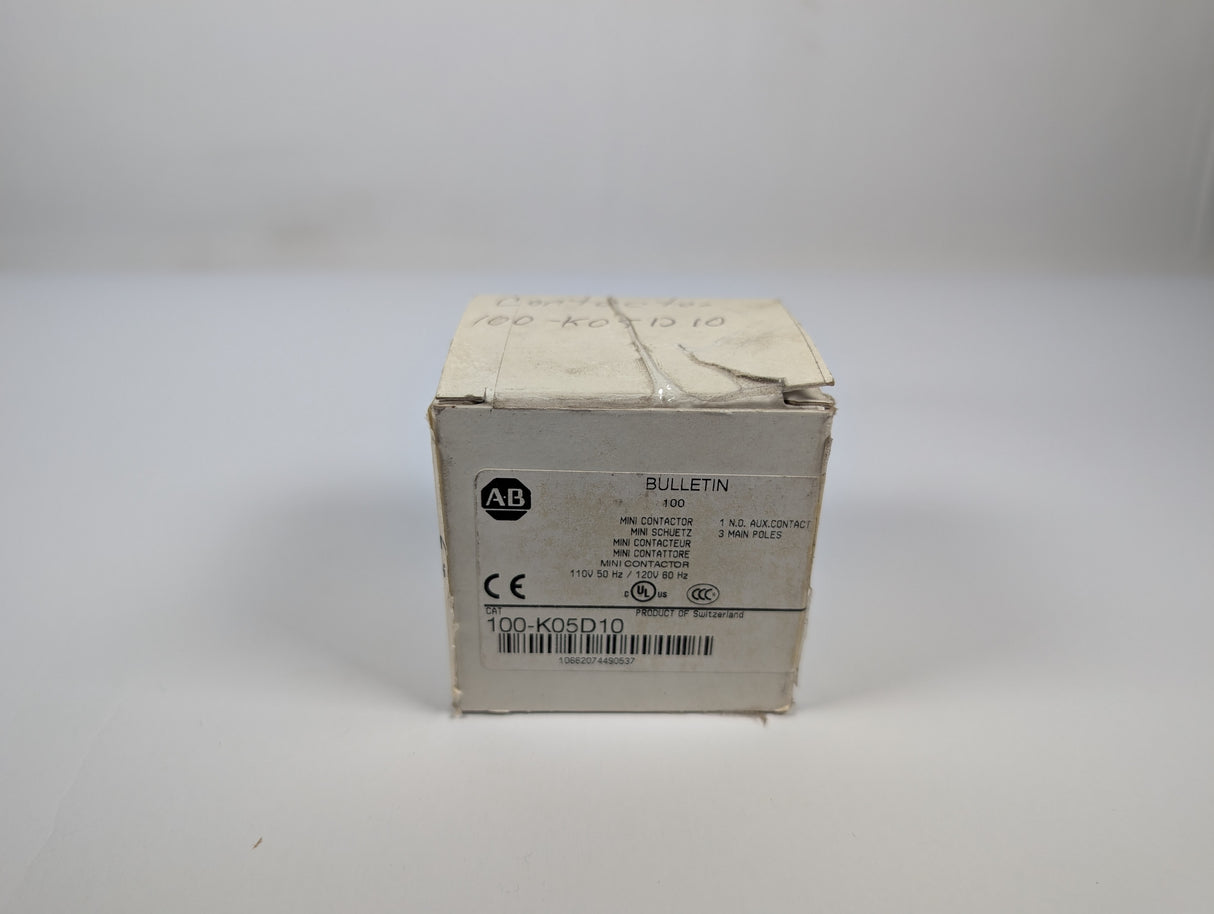 Contactor
100-K05D10
A·B
BULLETIN
100
MINI CONTACTOR 1 N.O. AUX.CONTACT
MINI SCHUETZ 3 MAIN POLES
MINI CONTACTEUR
MINI CONTATTORE
MINI CONTACTOR
110V 50 Hz / 120V 60 Hz
CE
C UL US
CCC
CAT PRODUCT OF Switzerland
100-K05D10
10662074490537